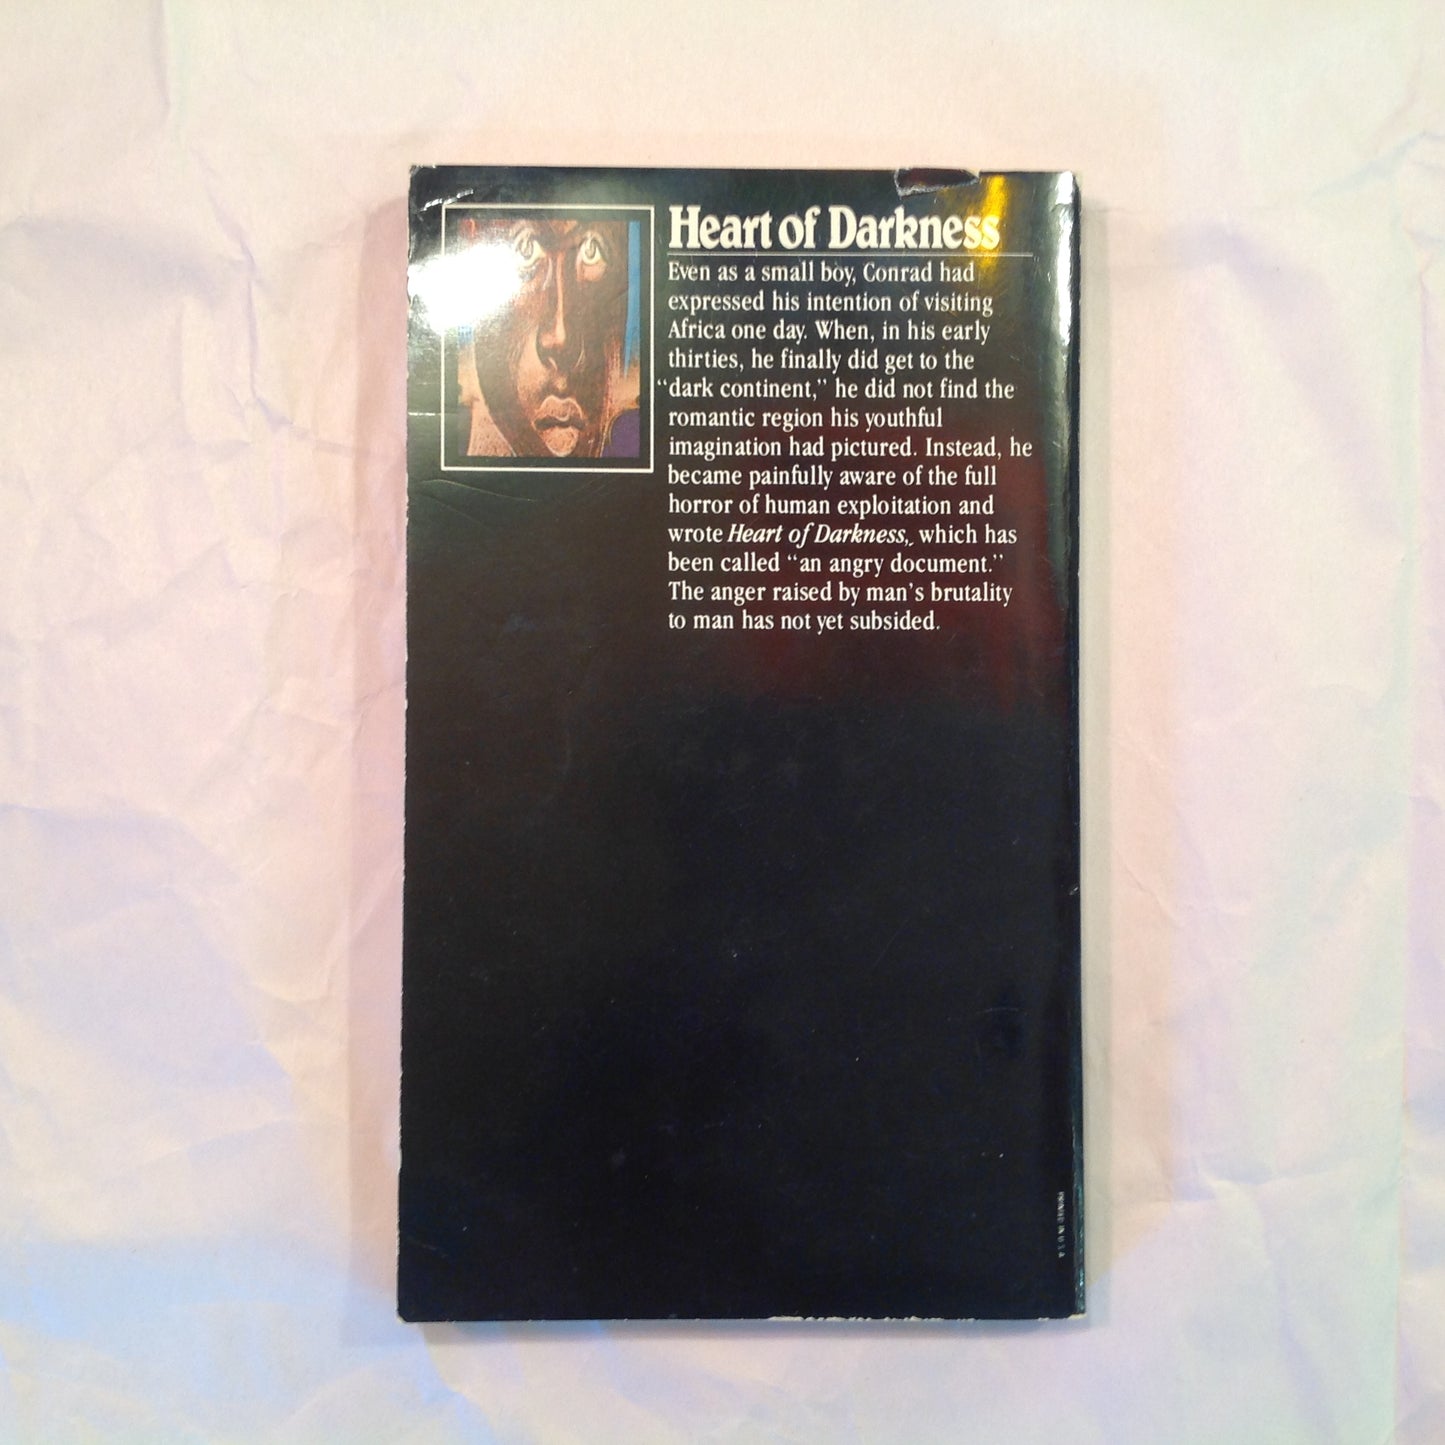 Heart of Darkness
Even as a small boy, Conrad had
expressed his intention of visiting
Africa one day. When, in his early
thirties, he finally did get to the
“dark continent,” he did not find the
romantic region his youthful
imagination had pictured. Instead, he
became painfully aware of the full
horror of human exploitation and
wrote Heart of Darkness, which has
been called “an angry document.”
The anger raised by man’s brutality
to man has not yet subsided.
PRINTED IN U.S.A.